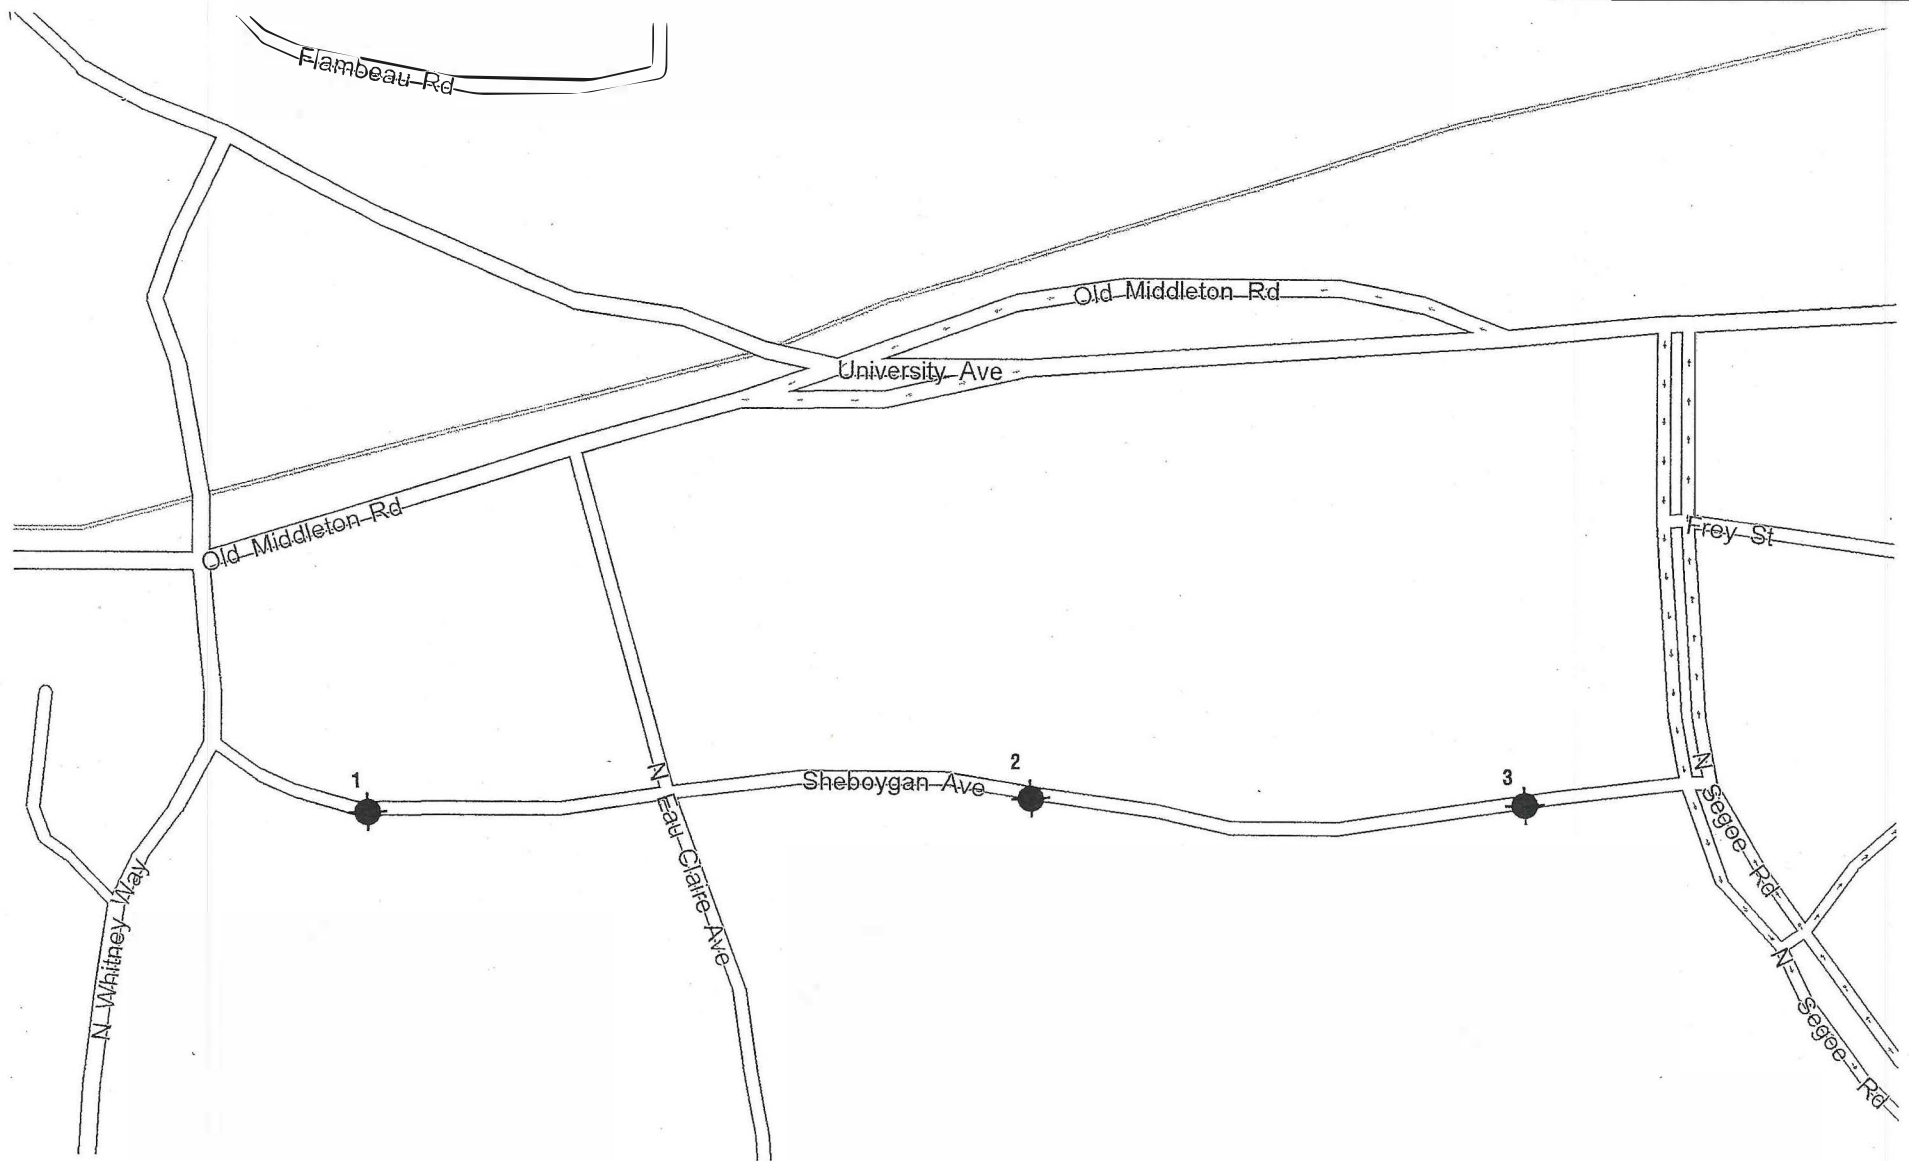 Flambeau Rd
Old Middleton Rd
University Ave
Old Middleton Rd
Frey St
1
N Eau Claire Ave
Sheboygan Ave
2
3
N Segoe Rd
N Whitney Way
N Segoe Rd